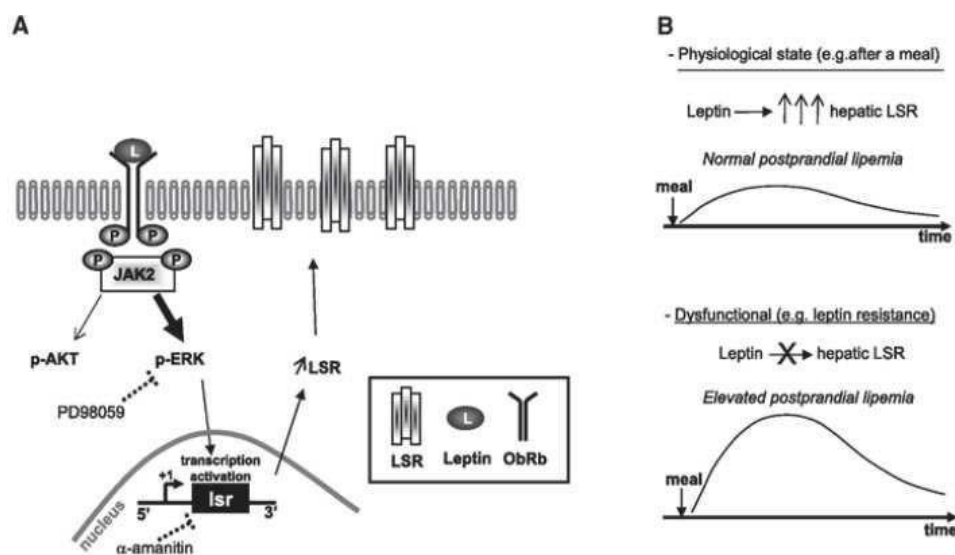 A
L
P
P
P
P
JAK2
p-AKT
p-ERK
↗LSR
PD98059
transcription
activation
+1
lsr
5'
3'
nucleus
α-amanitin
L
LSR
Leptin
ObRb
B
- Physiological state (e.g.after a meal)
Leptin → ↑↑↑ hepatic LSR
Normal postprandial lipemia
meal
time
- Dysfunctional (e.g. leptin resistance)
Leptin X→ hepatic LSR
Elevated postprandial lipemia
meal
time